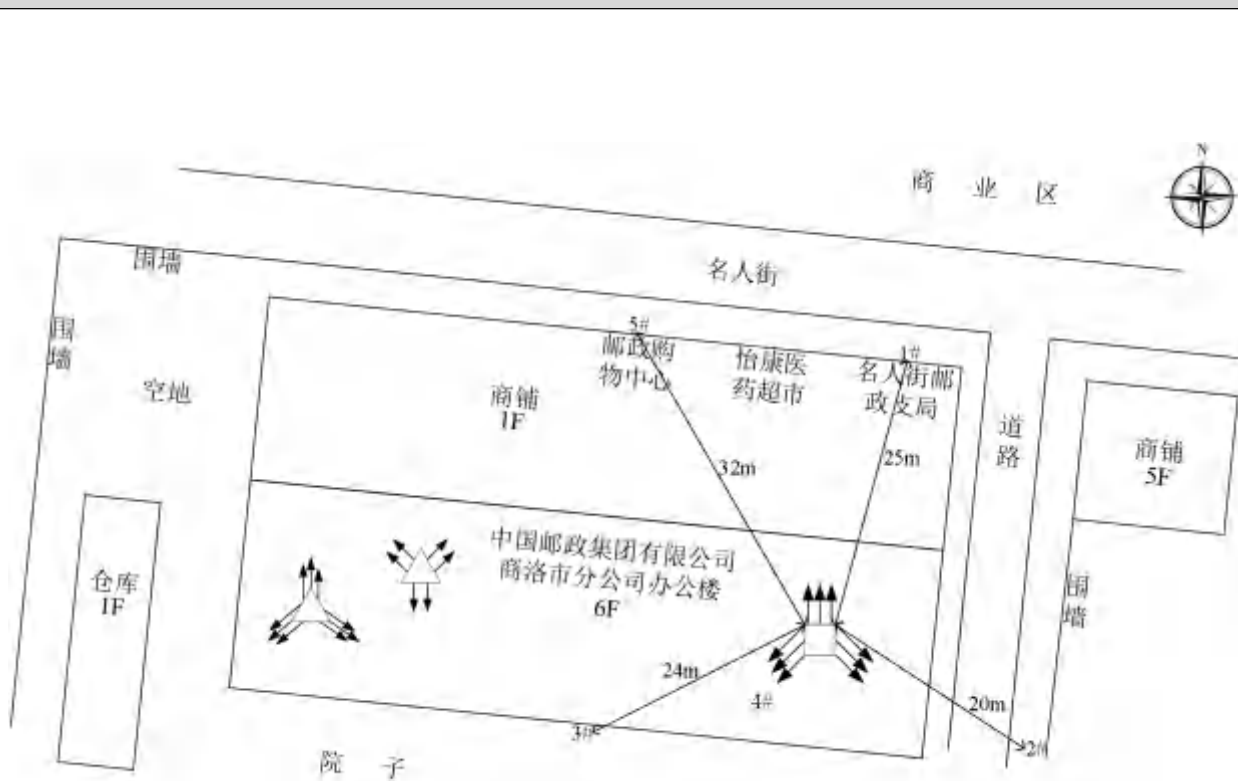 N
商 业 区
名人街
围墙
围
墙
空地
5#
邮政购
物中心
怡康医
药超市
1#
名人街邮
政支局
商铺
1F
道
路
商铺
5F
32m
25m
中国邮政集团有限公司
商洛市分公司办公楼
6F
仓库
1F
围
墙
24m
4#
20m
3#
2#
院 子